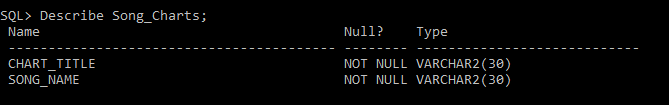 SQL> Describe Song_Charts;
Name Null? Type
----------------------------------------- -------- ----------------------------
CHART_TITLE NOT NULL VARCHAR2(30)
SONG_NAME NOT NULL VARCHAR2(30)